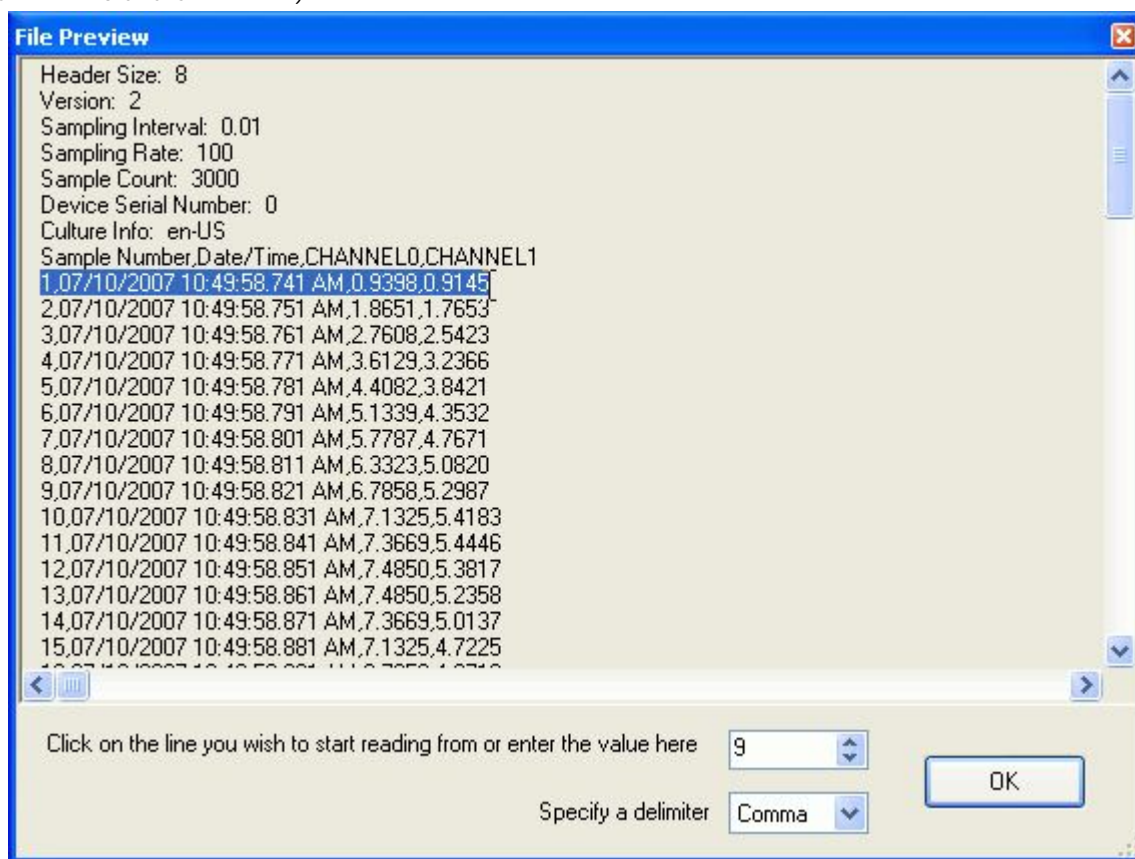 File Preview
Header Size: 8
Version: 2
Sampling Interval: 0.01
Sampling Rate: 100
Sample Count: 3000
Device Serial Number: 0
Culture Info: en-US
Sample Number,Date/Time,CHANNEL0,CHANNEL1
1,07/10/2007 10:49:58.741 AM,0.9398,0.9145
2,07/10/2007 10:49:58.751 AM,1.8651,1.7653
3,07/10/2007 10:49:58.761 AM,2.7608,2.5423
4,07/10/2007 10:49:58.771 AM,3.6129,3.2366
5,07/10/2007 10:49:58.781 AM,4.4082,3.8421
6,07/10/2007 10:49:58.791 AM,5.1339,4.3532
7,07/10/2007 10:49:58.801 AM,5.7787,4.7671
8,07/10/2007 10:49:58.811 AM,6.3323,5.0820
9,07/10/2007 10:49:58.821 AM,6.7858,5.2987
10,07/10/2007 10:49:58.831 AM,7.1325,5.4183
11,07/10/2007 10:49:58.841 AM,7.3669,5.4446
12,07/10/2007 10:49:58.851 AM,7.4850,5.3817
13,07/10/2007 10:49:58.861 AM,7.4850,5.2358
14,07/10/2007 10:49:58.871 AM,7.3669,5.0137
15,07/10/2007 10:49:58.881 AM,7.1325,4.7225
Click on the line you wish to start reading from or enter the value here 9
OK
Specify a delimiter Comma